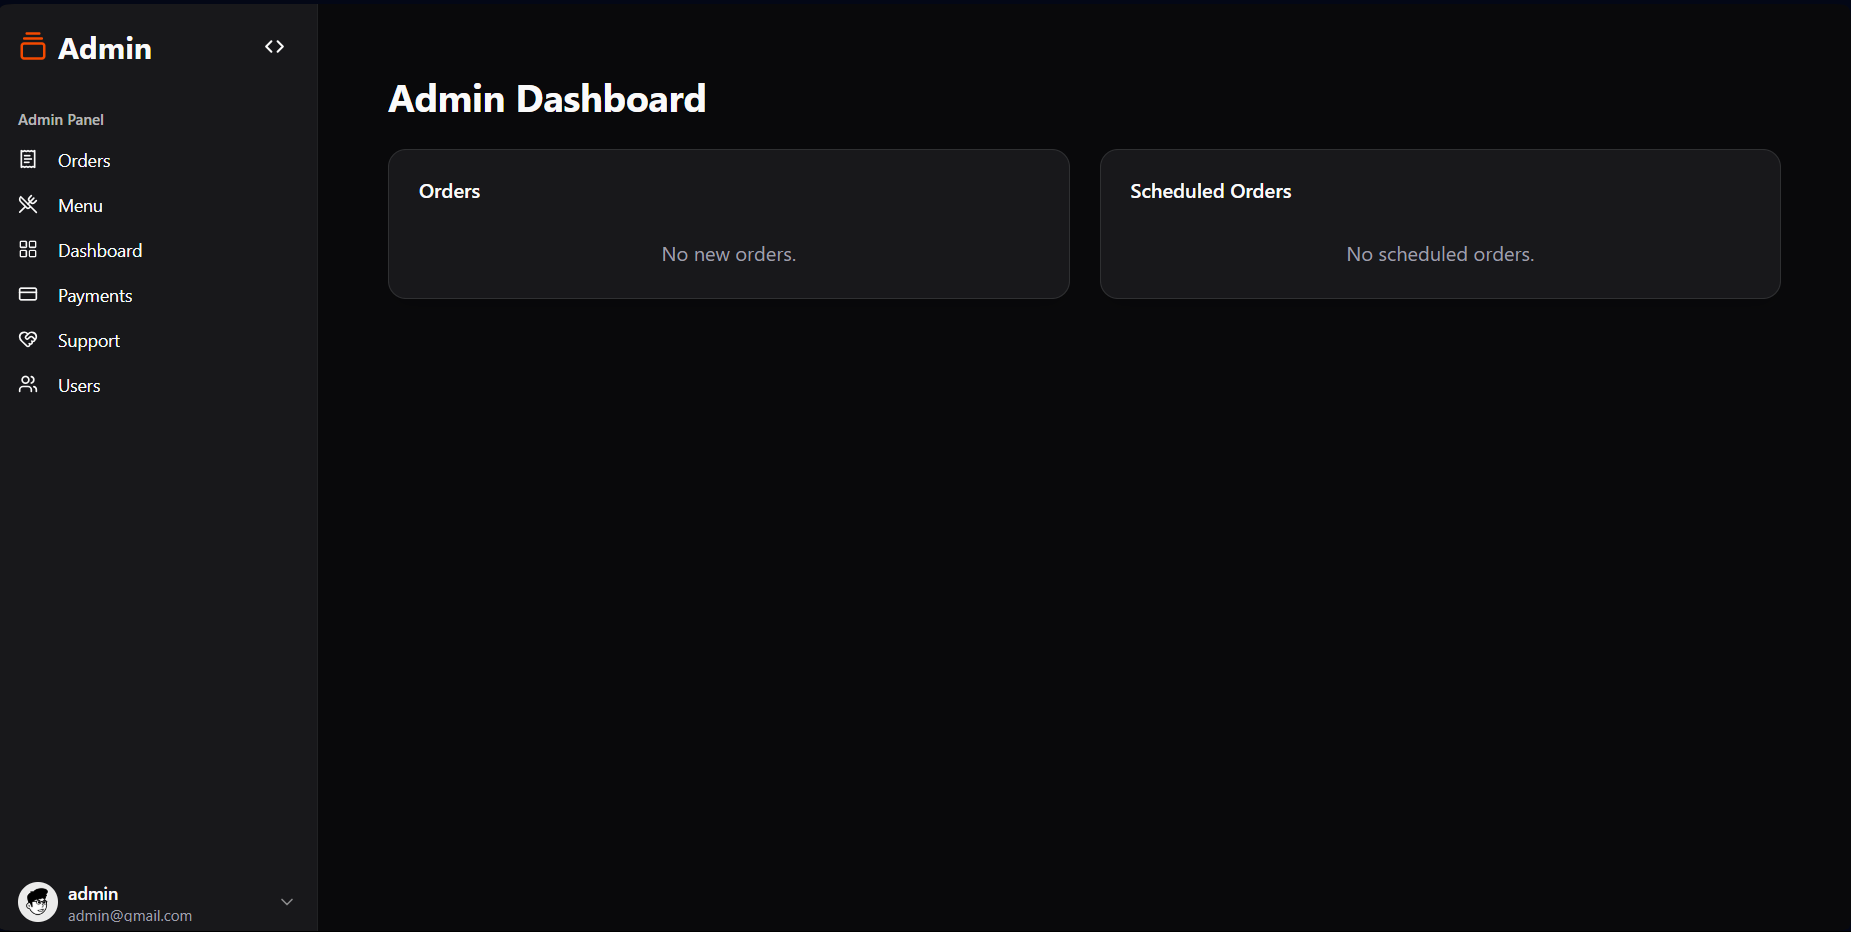 Admin
Admin Panel
Orders
Menu
Dashboard
Payments
Support
Users
admin
admin@gmail.com
Admin Dashboard
Orders
No new orders.
Scheduled Orders
No scheduled orders.